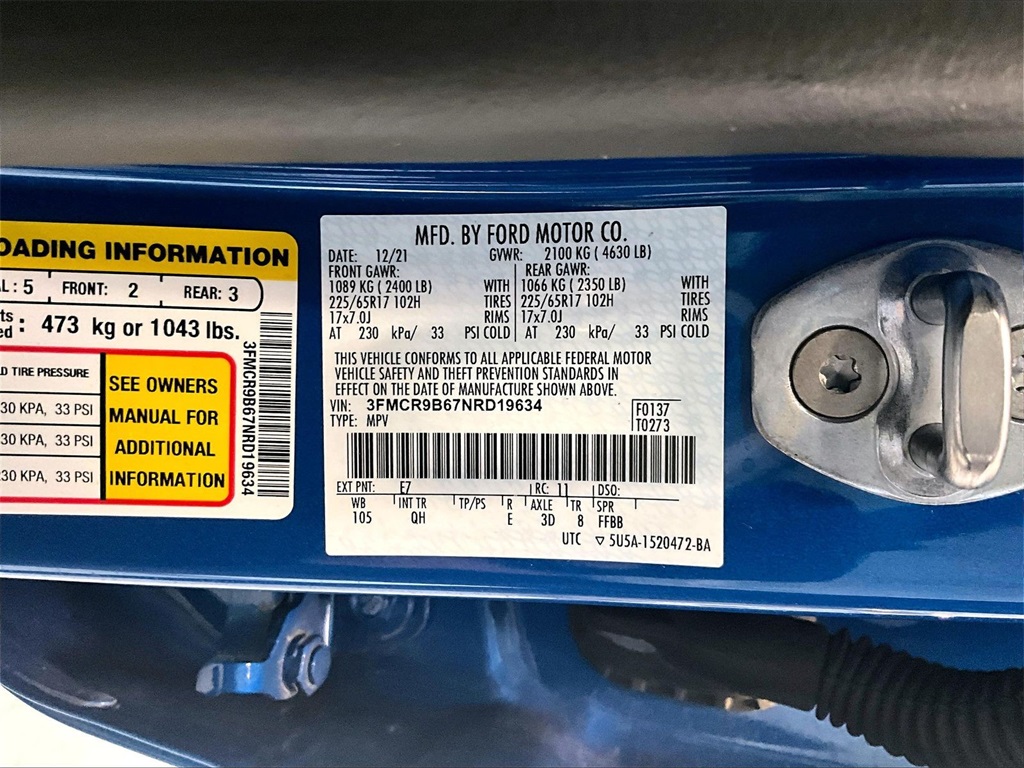 OADING INFORMATION
AL: 5 FRONT: 2 REAR: 3
473 kg or 1043 lbs.
D TIRE PRESSURE
30 KPA, 33 PSI
30 KPA, 33 PSI
230 KPA, 33 PSI
SEE OWNERS
MANUAL FOR
ADDITIONAL
INFORMATION
3FMCR9B67NRD19634
MFD. BY FORD MOTOR CO.
DATE: 12/21 GVWR: 2100 KG ( 4630 LB)
FRONT GAWR: REAR GAWR:
1089 KG ( 2400 LB) WITH 1066 KG ( 2350 LB) WITH
225/65R17 102H TIRES 225/65R17 102H TIRES
17x7.0J RIMS 17x7.0J RIMS
AT 230 kPa/ 33 PSI COLD AT 230 kPa/ 33 PSI COLD
THIS VEHICLE CONFORMS TO ALL APPLICABLE FEDERAL MOTOR
VEHICLE SAFETY AND THEFT PREVENTION STANDARDS IN
EFFECT ON THE DATE OF MANUFACTURE SHOWN ABOVE.
VIN: 3FMCR9B67NRD19634 F0137
TYPE: MPV T0273
EXT PNT: E7 RC: 11 DSO:
WB INT TR TP/PS R AXLE TR SPR
105 QH E 3D 8 FFBB
UTC ▽ 5U5A-1520472-BA